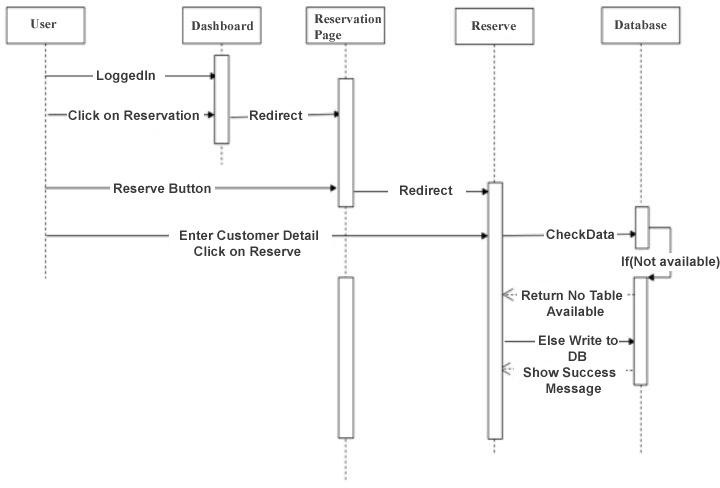 User
Dashboard
Reservation
Page
Reserve
Database
LoggedIn
Click on Reservation
Redirect
Reserve Button
Redirect
Enter Customer Detail
Click on Reserve
CheckData
If(Not available)
Return No Table
Available
Else Write to
DB
Show Success
Message